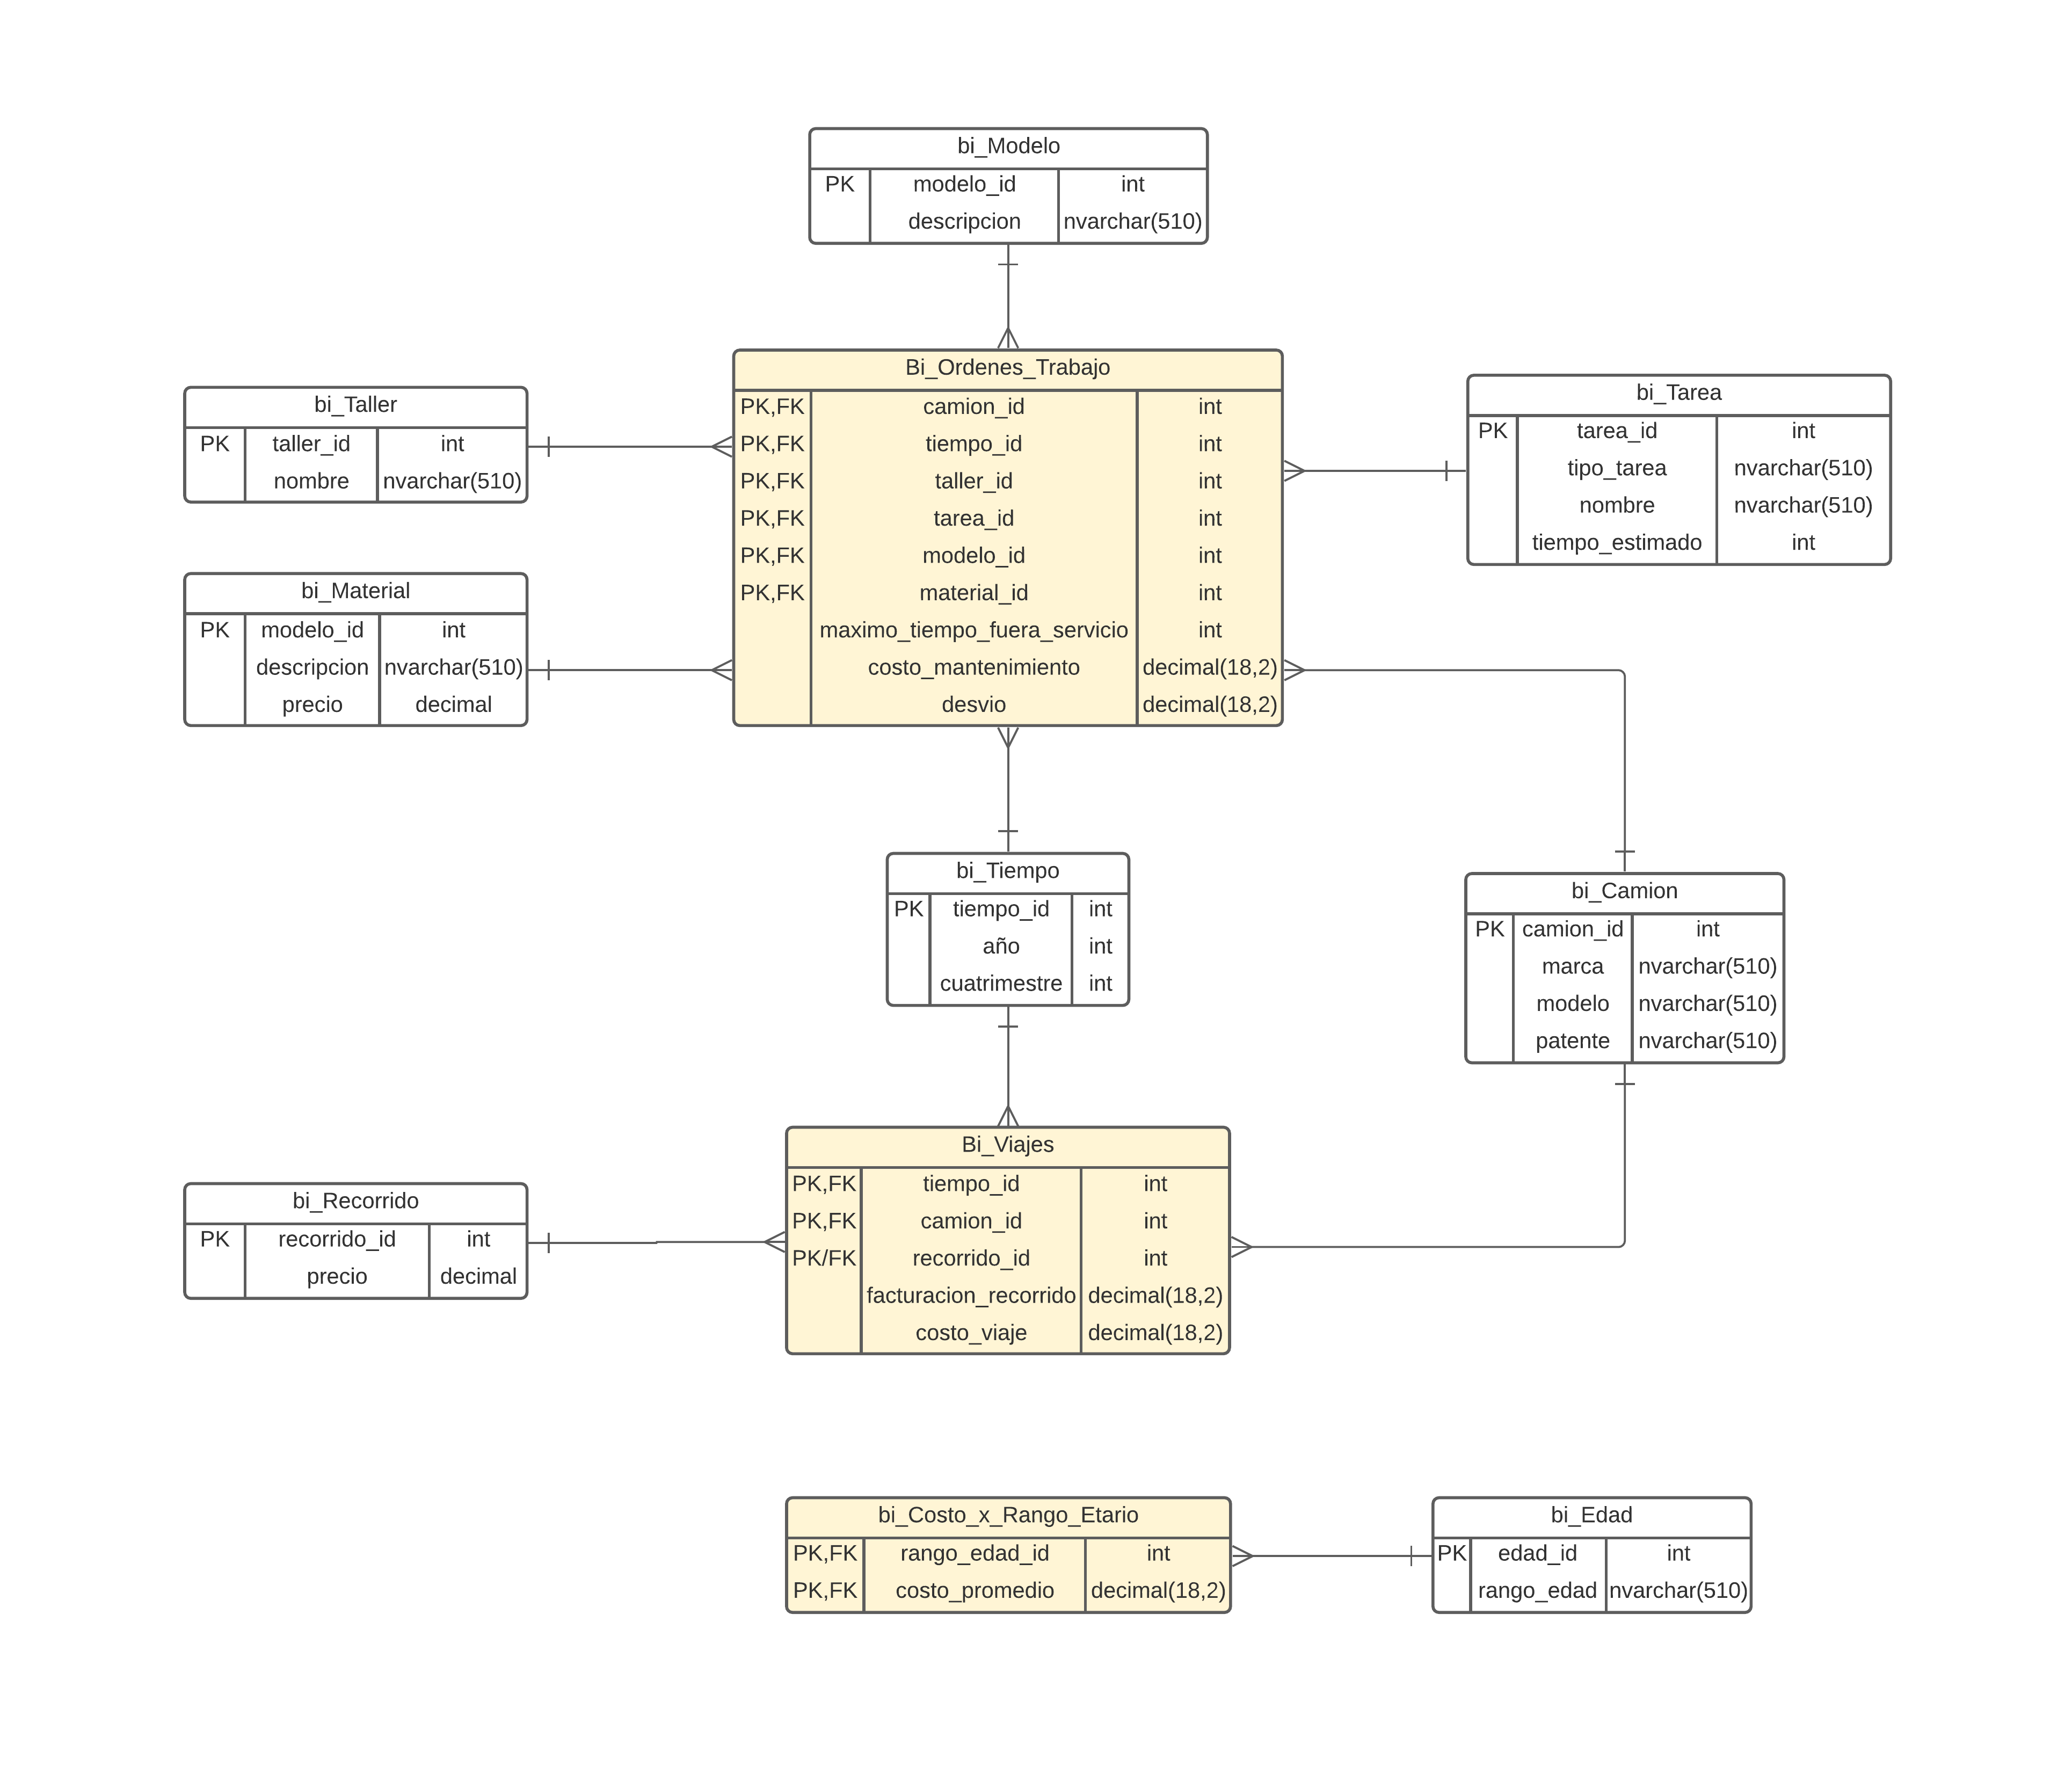 bi_Modelo
PK modelo_id int
descripcion nvarchar(510)
Bi_Ordenes_Trabajo
PK,FK camion_id int
PK,FK tiempo_id int
PK,FK taller_id int
PK,FK tarea_id int
PK,FK modelo_id int
PK,FK material_id int
maximo_tiempo_fuera_servicio int
costo_mantenimiento decimal(18,2)
desvio decimal(18,2)
bi_Taller
PK taller_id int
nombre nvarchar(510)
bi_Tarea
PK tarea_id int
tipo_tarea nvarchar(510)
nombre nvarchar(510)
tiempo_estimado int
bi_Material
PK modelo_id int
descripcion nvarchar(510)
precio decimal
bi_Tiempo
PK tiempo_id int
año int
cuatrimestre int
bi_Camion
PK camion_id int
marca nvarchar(510)
modelo nvarchar(510)
patente nvarchar(510)
Bi_Viajes
PK,FK tiempo_id int
PK,FK camion_id int
PK/FK recorrido_id int
facturacion_recorrido decimal(18,2)
costo_viaje decimal(18,2)
bi_Recorrido
PK recorrido_id int
precio decimal
bi_Costo_x_Rango_Etario
PK,FK rango_edad_id int
PK,FK costo_promedio decimal(18,2)
bi_Edad
PK edad_id int
rango_edad nvarchar(510)